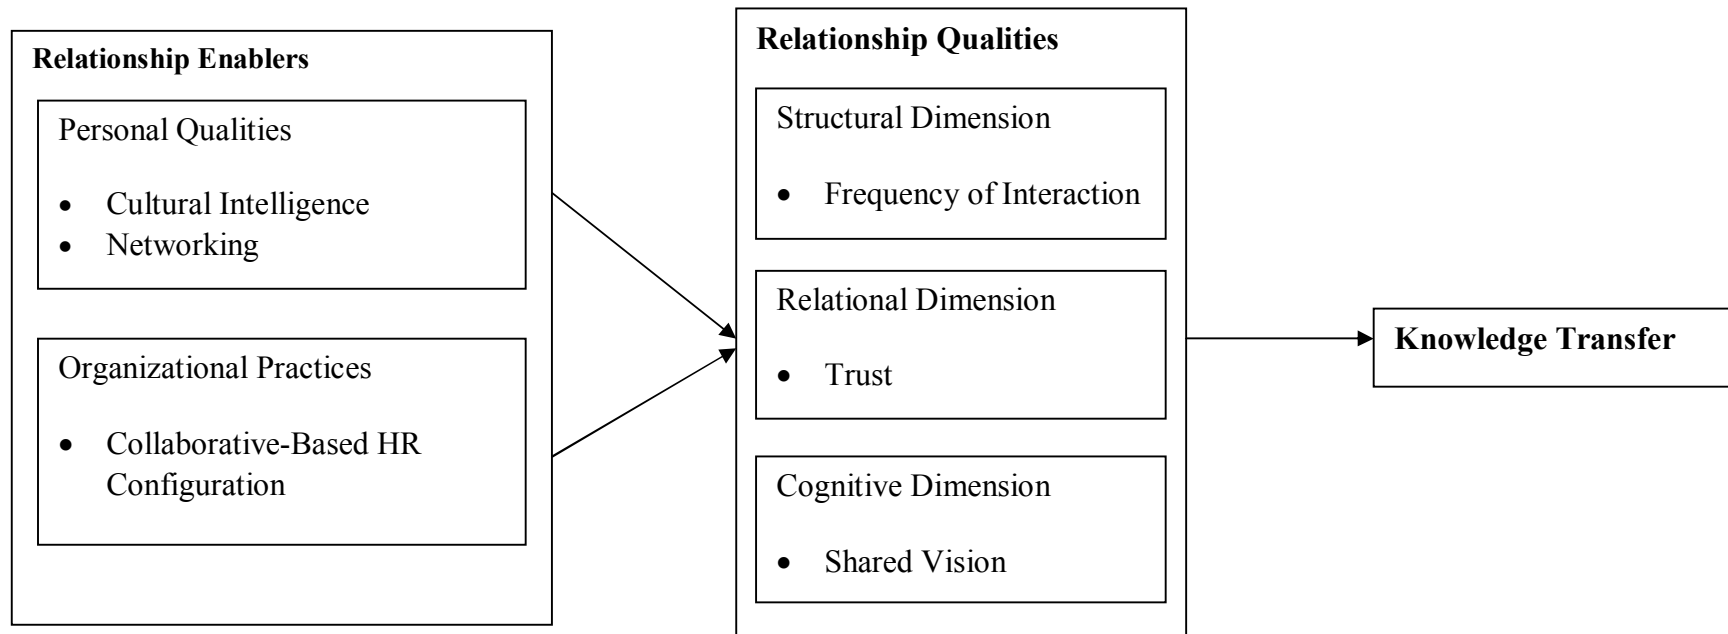 Relationship Enablers
Personal Qualities
• Cultural Intelligence
• Networking
Organizational Practices
• Collaborative-Based HR
Configuration
Relationship Qualities
Structural Dimension
• Frequency of Interaction
Relational Dimension
• Trust
Cognitive Dimension
• Shared Vision
Knowledge Transfer